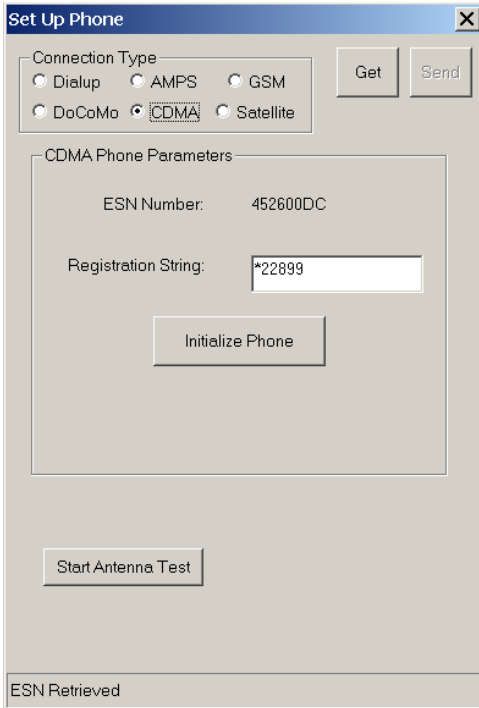 Set Up Phone
Connection Type
Dialup AMPS GSM
DoCoMo CDMA Satellite
Get Send
CDMA Phone Parameters
ESN Number: 452600DC
Registration String: *22899
Initialize Phone
Start Antenna Test
ESN Retrieved